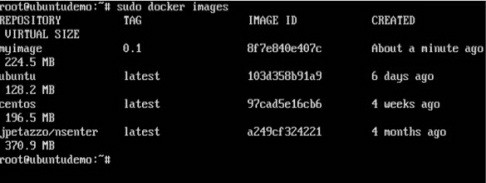 root@ubuntudemo:~# sudo docker images
REPOSITORY TAG IMAGE ID CREATED
VIRTUAL SIZE
myimage 0.1 8f7e840e407c About a minute ago
224.5 MB
ubuntu latest 103d358b91a9 6 days ago
128.2 MB
centos latest 97cad5e16cb6 4 weeks ago
196.5 MB
jpetazzo/nsenter latest a249cf324221 4 months ago
370.9 MB
root@ubuntudemo:~#